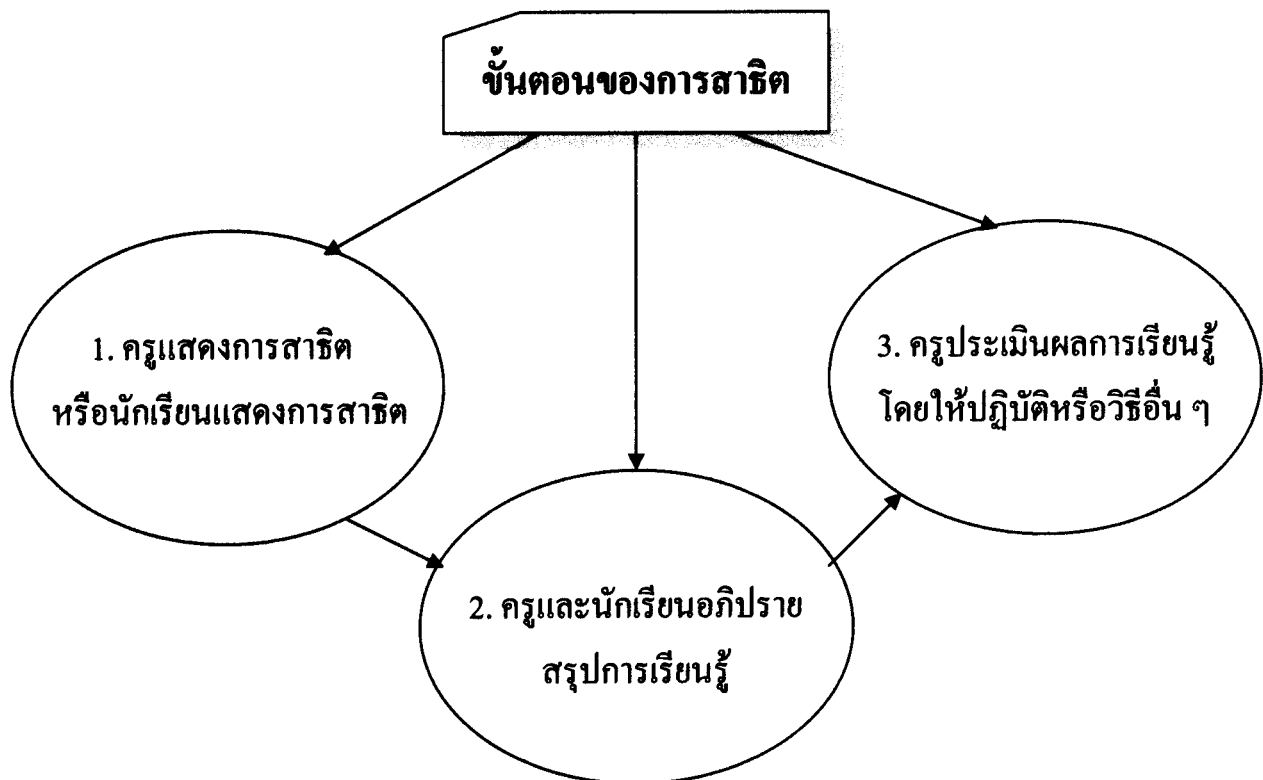 ขั้นตอนของการสาธิต
1. ครูแสดงการสาธิต
หรือนักเรียนแสดงการสาธิต
2. ครูและนักเรียนอภิปราย
สรุปการเรียนรู้
3. ครูประเมินผลการเรียนรู้
โดยให้ปฏิบัติหรือวิธีอื่น ๆ